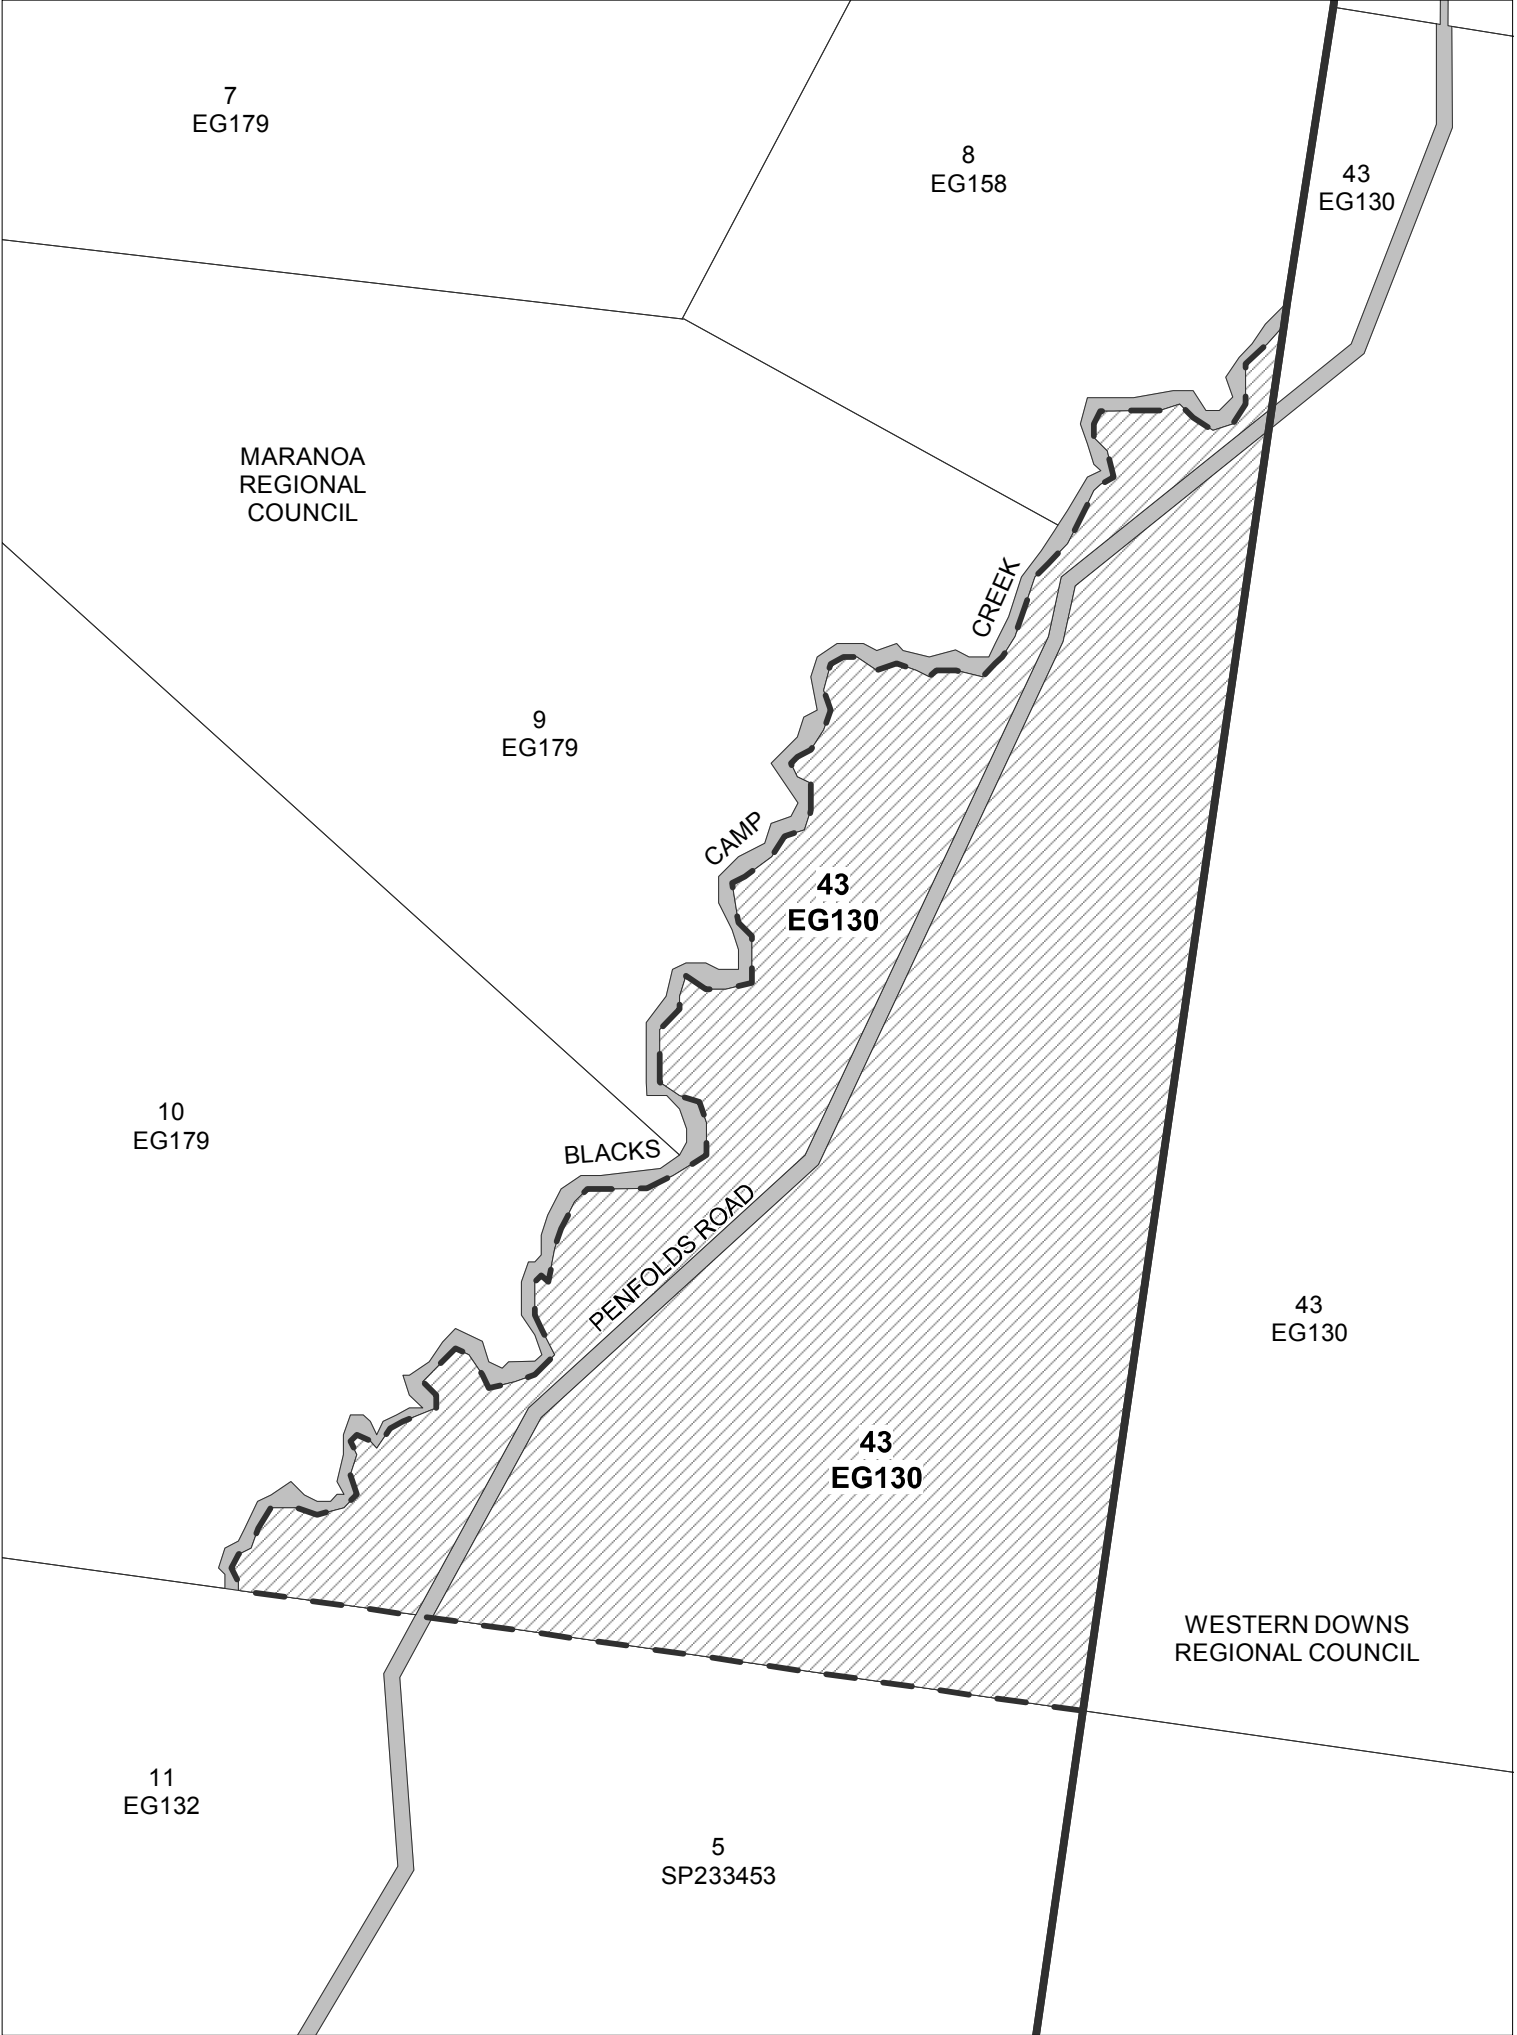 7
EG179
8
EG158
43
EG130
MARANOA
REGIONAL
COUNCIL
CREEK
9
EG179
CAMP
43
EG130
10
EG179
BLACKS
PENFOLDS ROAD
43
EG130
43
EG130
WESTERN DOWNS
REGIONAL COUNCIL
11
EG132
5
SP233453